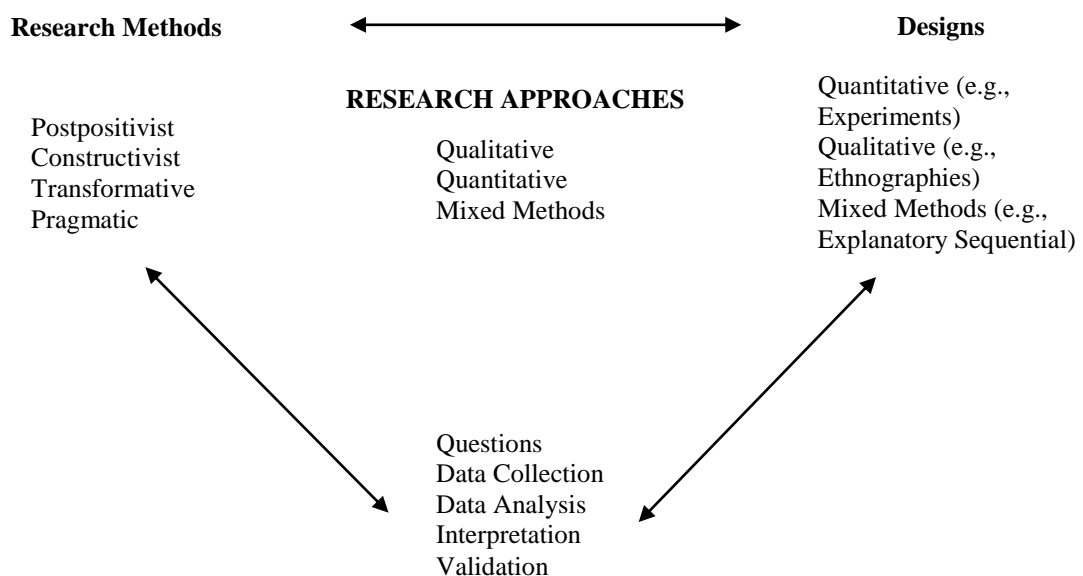 Research Methods
Designs
RESEARCH APPROACHES
Postpositivist
Constructivist
Transformative
Pragmatic
Qualitative
Quantitative
Mixed Methods
Quantitative (e.g.,
Experiments)
Qualitative (e.g.,
Ethnographies)
Mixed Methods (e.g.,
Explanatory Sequential)
Questions
Data Collection
Data Analysis
Interpretation
Validation